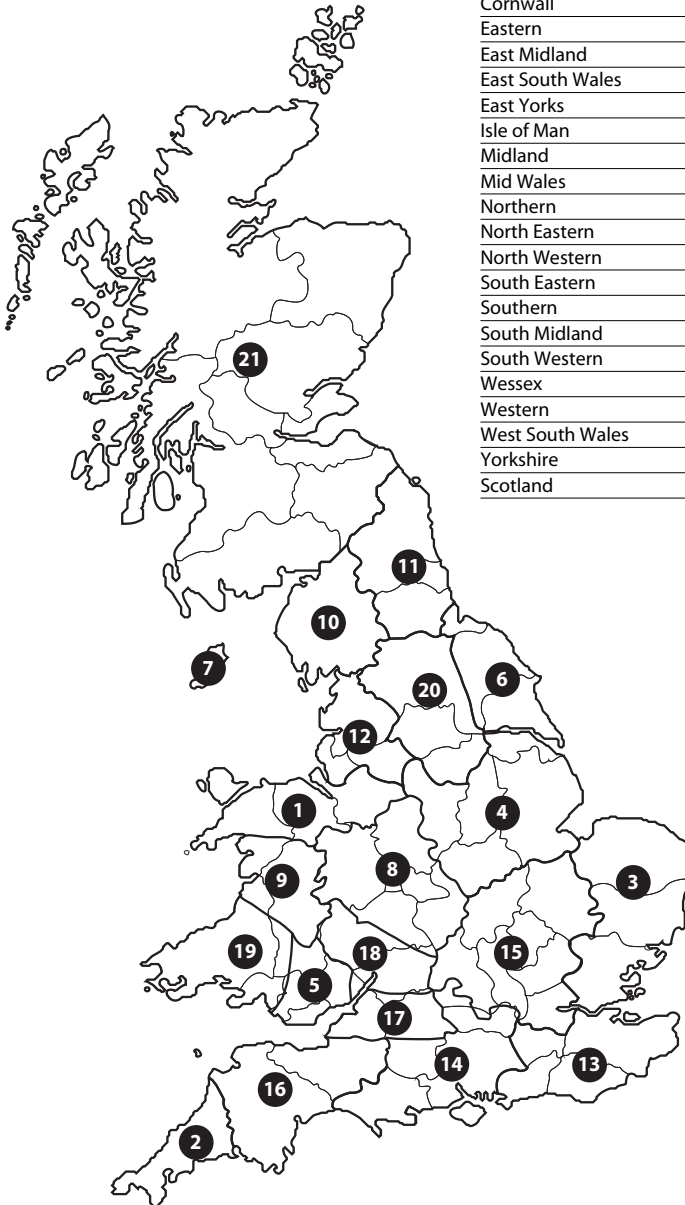 Cornwall
Eastern
East Midland
East South Wales
East Yorks
Isle of Man
Midland
Mid Wales
Northern
North Eastern
North Western
South Eastern
Southern
South Midland
South Western
Wessex
Western
West South Wales
Yorkshire
Scotland
21
11
10
7
6
20
12
1
4
8
3
9
19
18
15
5
17
14
13
16
2